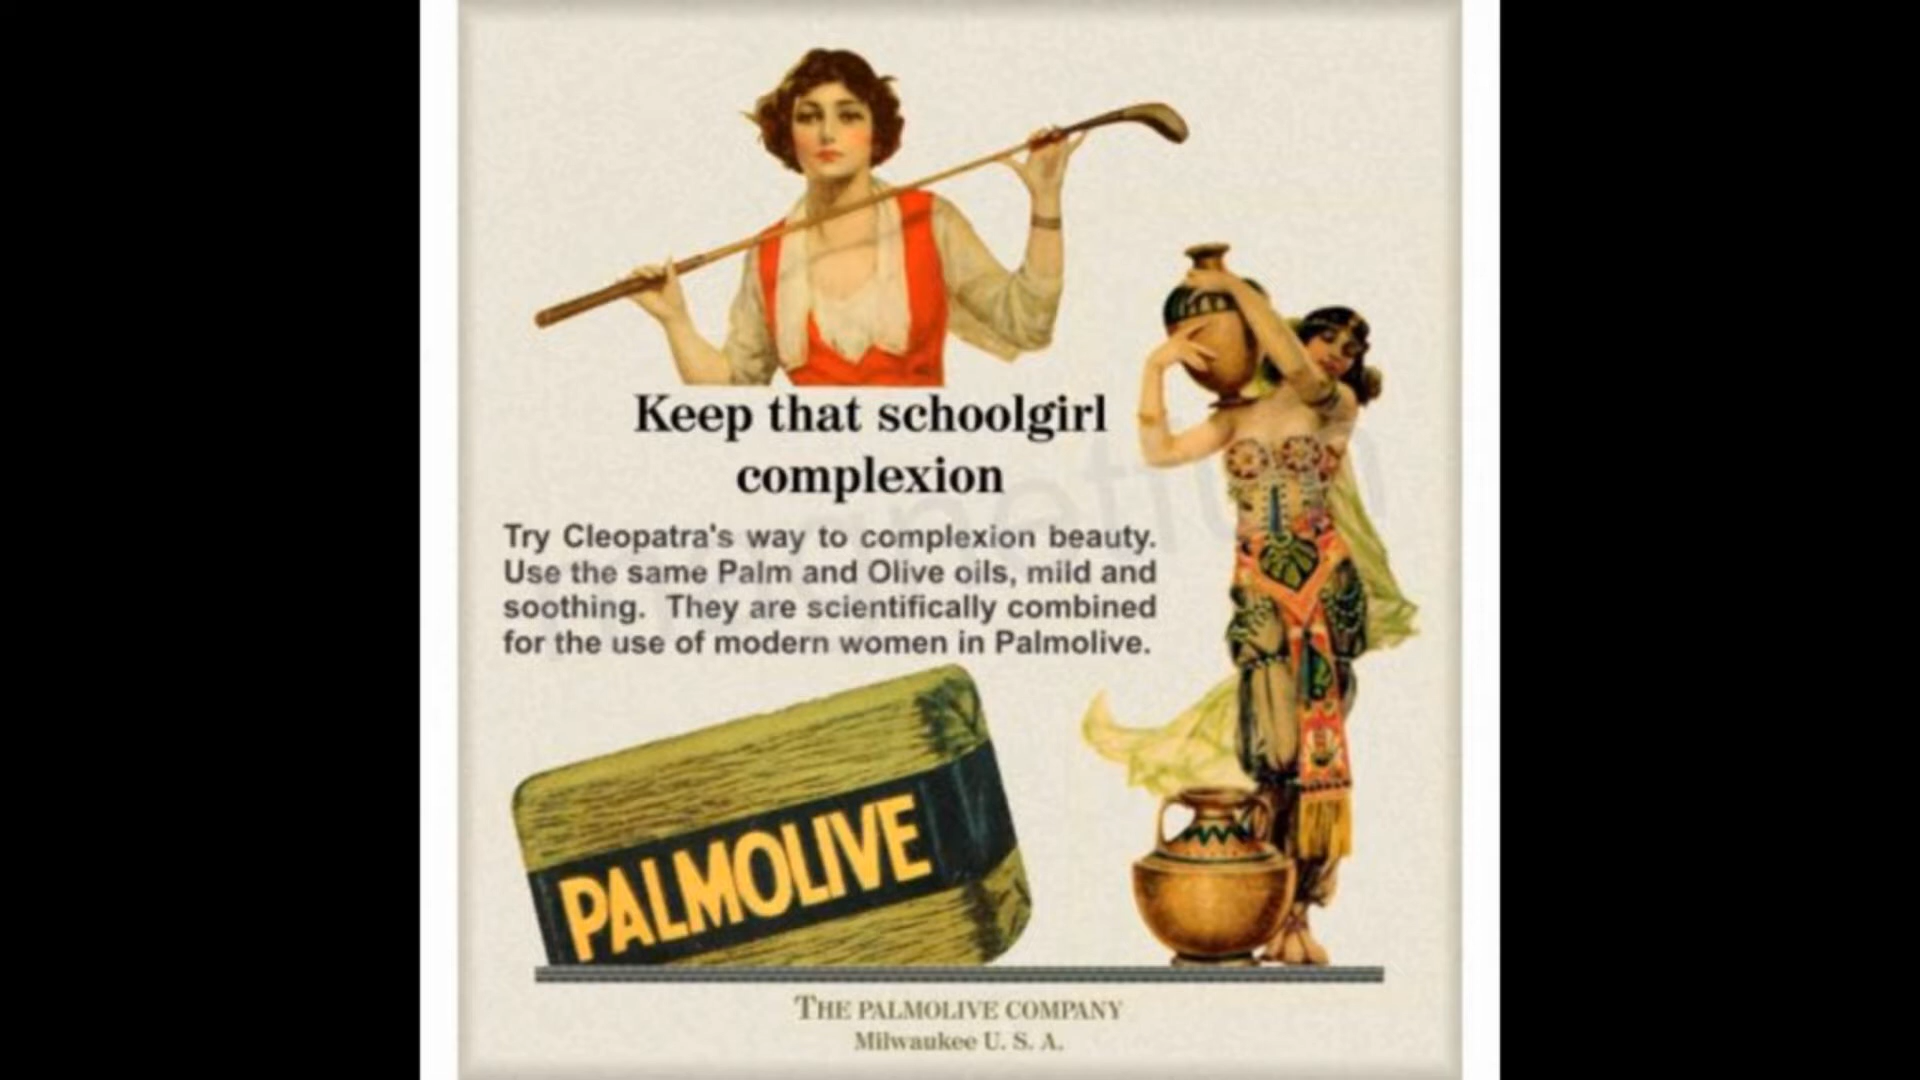 Keep that schoolgirl
complexion
Try Cleopatra's way to complexion beauty.
Use the same Palm and Olive oils, mild and
soothing. They are scientifically combined
for the use of modern women in Palmolive.
PALMOLIVE
THE PALMOLIVE COMPANY
Milwaukee U. S. A.